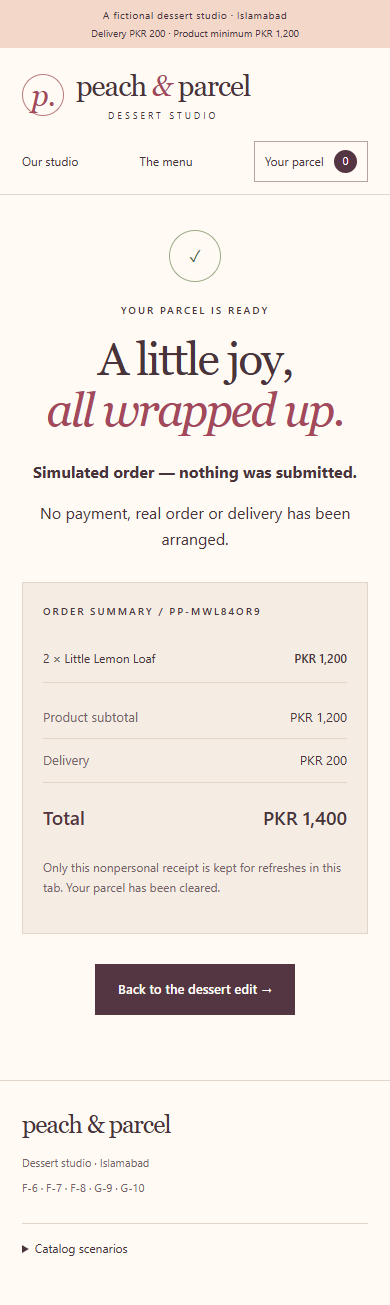 A fictional dessert studio · Islamabad
Delivery PKR 200 · Product minimum PKR 1,200
p.
peach & parcel
DESSERT STUDIO
Our studio
The menu
Your parcel 0
✓
YOUR PARCEL IS READY
A little joy,
all wrapped up.
Simulated order — nothing was submitted.
No payment, real order or delivery has been
arranged.
ORDER SUMMARY / PP-MWL84OR9
2 × Little Lemon Loaf PKR 1,200
Product subtotal PKR 1,200
Delivery PKR 200
Total PKR 1,400
Only this nonpersonal receipt is kept for refreshes in this
tab. Your parcel has been cleared.
Back to the dessert edit →
peach & parcel
Dessert studio · Islamabad
F-6 · F-7 · F-8 · G-9 · G-10
▶ Catalog scenarios